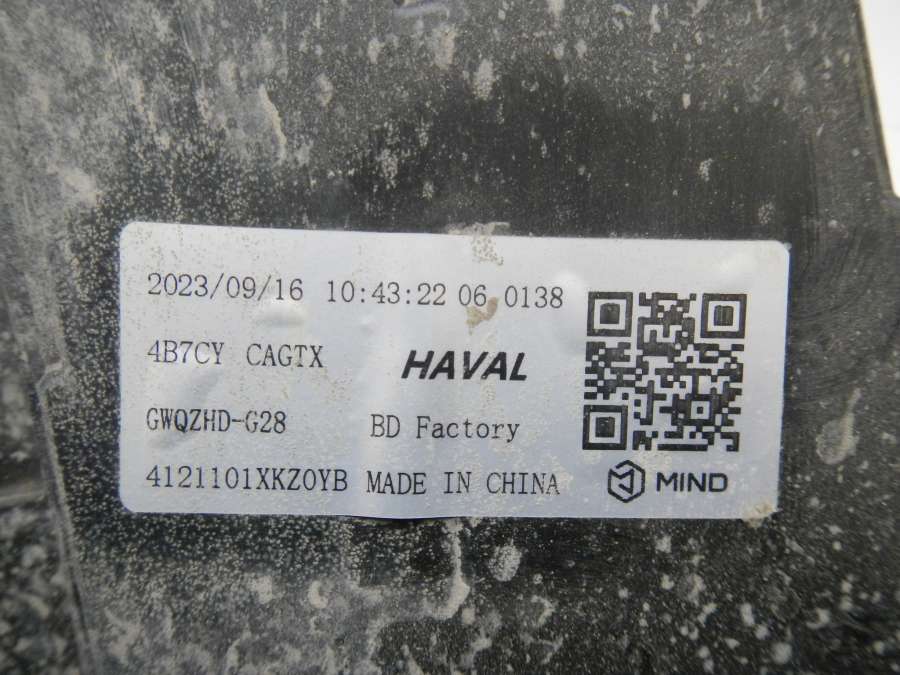 2023/09/16 10:43:22 06 0138
4B7CY CAGTX HAVAL
GWQZHD-G28 BD Factory
4121101XKZ0YB MADE IN CHINA MIND